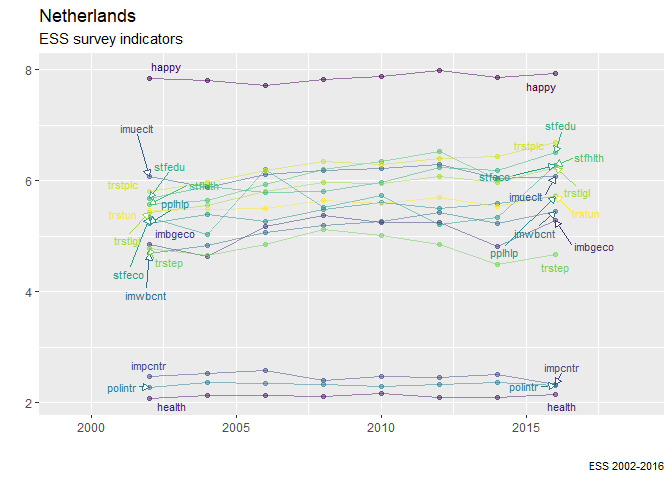 Netherlands
ESS survey indicators
8
6
4
2
happy
happy
imueclt
stfedu
trstplc
stfhlth
pplhlp
trstun
imbgeco
trstlgl
trstep
stfeco
imwbcnt
trstplc
stfedu
stfhlth
stfeco
trstlgl
imueclt
trstun
imwbcnt
imbgeco
pplhlp
trstep
impcntr
polintr
health
impcntr
polintr
health
2000
2005
2010
2015
ESS 2002-2016